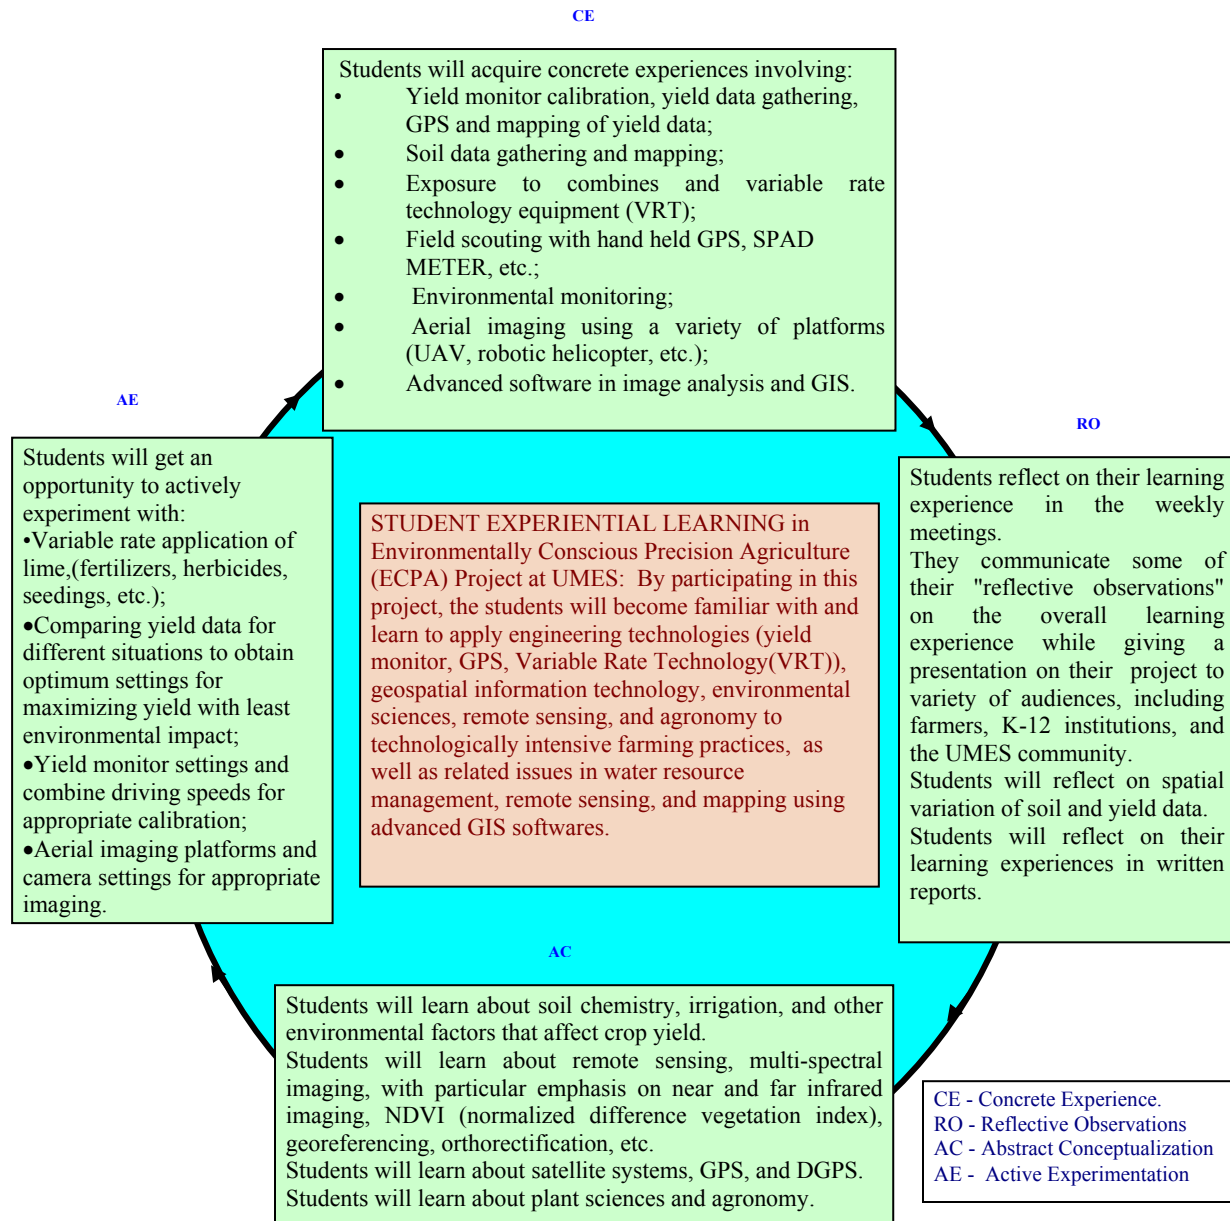 CE
Students will acquire concrete experiences involving:
• Yield monitor calibration, yield data gathering,
GPS and mapping of yield data;
• Soil data gathering and mapping;
• Exposure to combines and variable rate
technology equipment (VRT);
• Field scouting with hand held GPS, SPAD
METER, etc.;
• Environmental monitoring;
• Aerial imaging using a variety of platforms
(UAV, robotic helicopter, etc.);
• Advanced software in image analysis and GIS.
AE
Students will get an
opportunity to actively
experiment with:
•Variable rate application of
lime,(fertilizers, herbicides,
seedings, etc.);
•Comparing yield data for
different situations to obtain
optimum settings for
maximizing yield with least
environmental impact;
•Yield monitor settings and
combine driving speeds for
appropriate calibration;
•Aerial imaging platforms and
camera settings for appropriate
imaging.
STUDENT EXPERIENTIAL LEARNING in
Environmentally Conscious Precision Agriculture
(ECPA) Project at UMES: By participating in this
project, the students will become familiar with and
learn to apply engineering technologies (yield
monitor, GPS, Variable Rate Technology(VRT)),
geospatial information technology, environmental
sciences, remote sensing, and agronomy to
technologically intensive farming practices, as
well as related issues in water resource
management, remote sensing, and mapping using
advanced GIS softwares.
RO
Students reflect on their learning
experience in the weekly
meetings.
They communicate some of
their "reflective observations"
on the overall learning
experience while giving a
presentation on their project to
variety of audiences, including
farmers, K-12 institutions, and
the UMES community.
Students will reflect on spatial
variation of soil and yield data.
Students will reflect on their
learning experiences in written
reports.
AC
Students will learn about soil chemistry, irrigation, and other
environmental factors that affect crop yield.
Students will learn about remote sensing, multi-spectral
imaging, with particular emphasis on near and far infrared
imaging, NDVI (normalized difference vegetation index),
georeferencing, orthorectification, etc.
Students will learn about satellite systems, GPS, and DGPS.
Students will learn about plant sciences and agronomy.
CE - Concrete Experience.
RO - Reflective Observations
AC - Abstract Conceptualization
AE - Active Experimentation